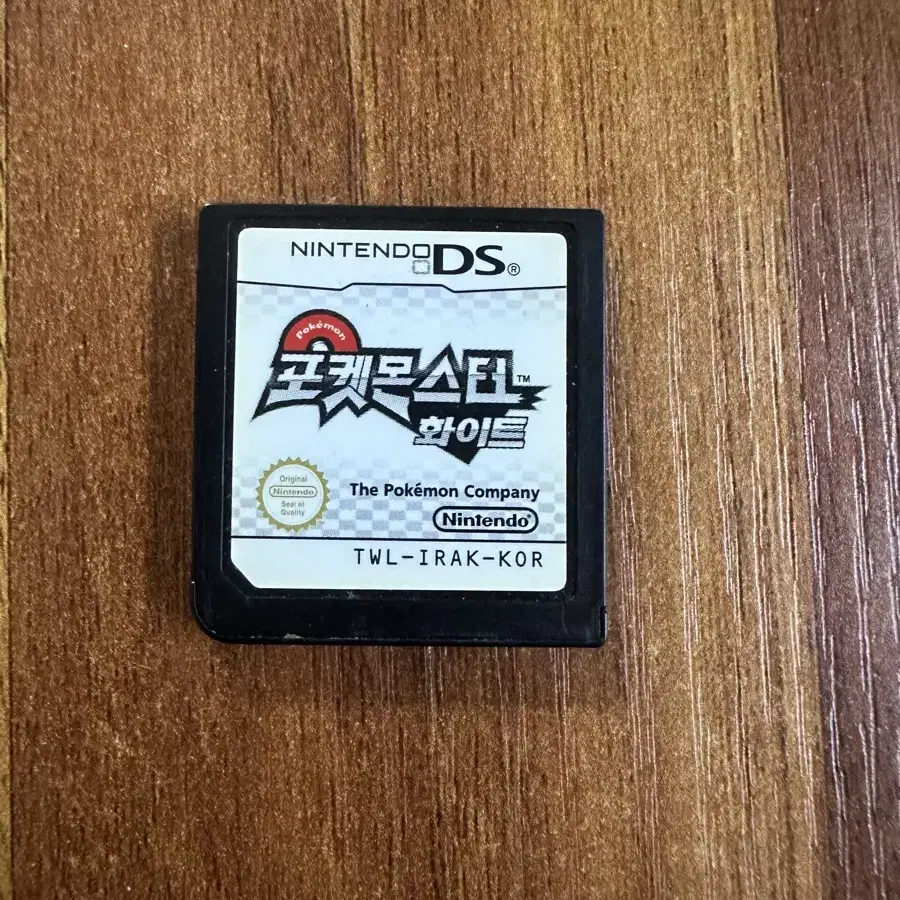 NINTENDO DS®
Pokémon
포켓몬스터™
화이트
Original
Nintendo
Seal of
Quality
The Pokémon Company
Nintendo®
TWL-IRAK-KOR